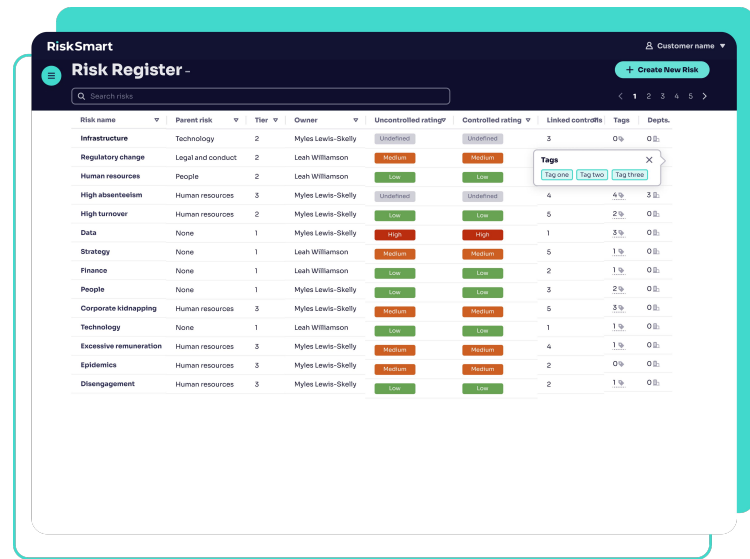 RiskSmart
Customer name
Risk Register -
+ Create New Risk
Search risks
1 2 3 4 5
Risk name Parent risk Tier Owner Uncontrolled rating Controlled rating Linked controls Tags Depts.
Infrastructure Technology 2 Myles Lewis-Skelly Undefined Undefined 3 0 0
Regulatory change Legal and conduct 2 Leah Williamson Medium Medium
Tags
Tag one Tag two Tag three
Human resources People 2 Leah Williamson Low Low
High absenteeism Human resources 3 Myles Lewis-Skelly Undefined Undefined 4 4 3
High turnover Human resources 2 Myles Lewis-Skelly Low Low 5 2 0
Data None 1 Myles Lewis-Skelly High High 1 3 0
Strategy None 1 Leah Williamson Medium Medium 5 1 0
Finance None 1 Leah Williamson Low Low 2 1 0
People None 1 Myles Lewis-Skelly Low Low 3 2 0
Corporate kidnapping Human resources 3 Myles Lewis-Skelly Medium Medium 5 3 0
Technology None 1 Leah Williamson Low Low 1 1 0
Excessive remuneration Human resources 3 Myles Lewis-Skelly Medium Medium 4 1 0
Epidemics Human resources 3 Myles Lewis-Skelly Medium Medium 2 0 0
Disengagement Human resources 3 Myles Lewis-Skelly Low Low 2 1 0